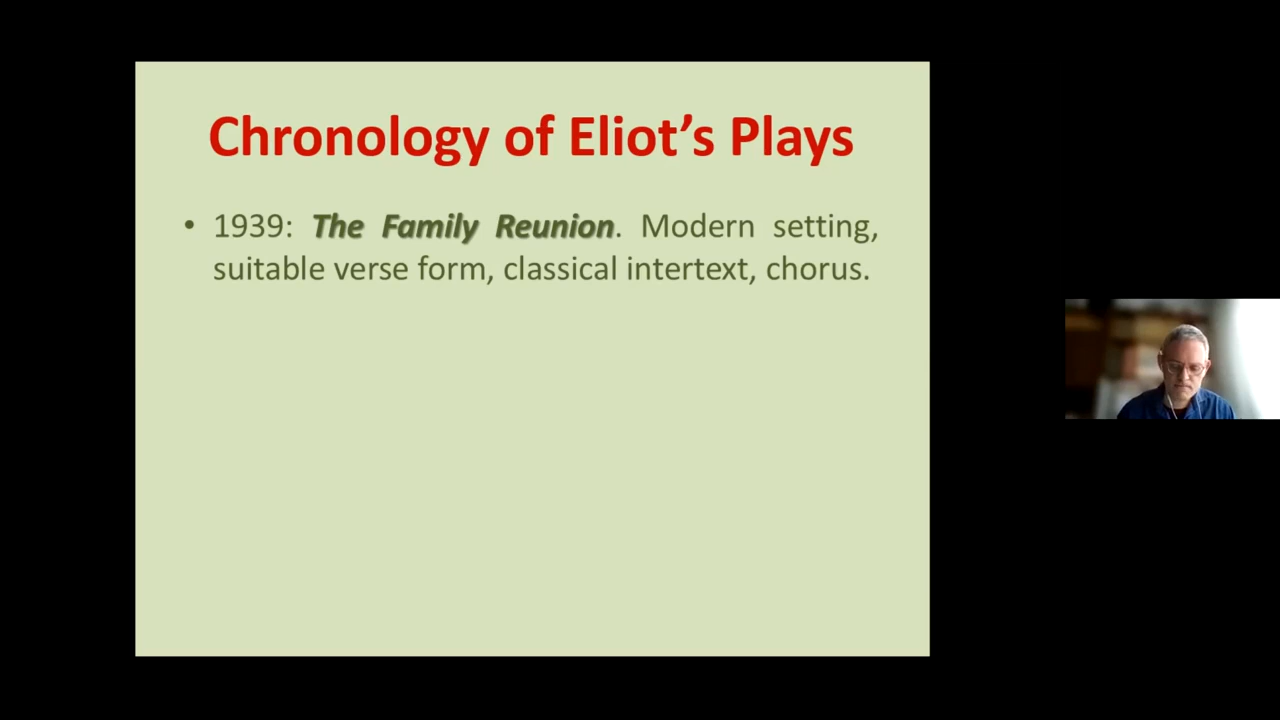 Chronology of Eliot’s Plays
• 1939: The Family Reunion. Modern setting,
suitable verse form, classical intertext, chorus.